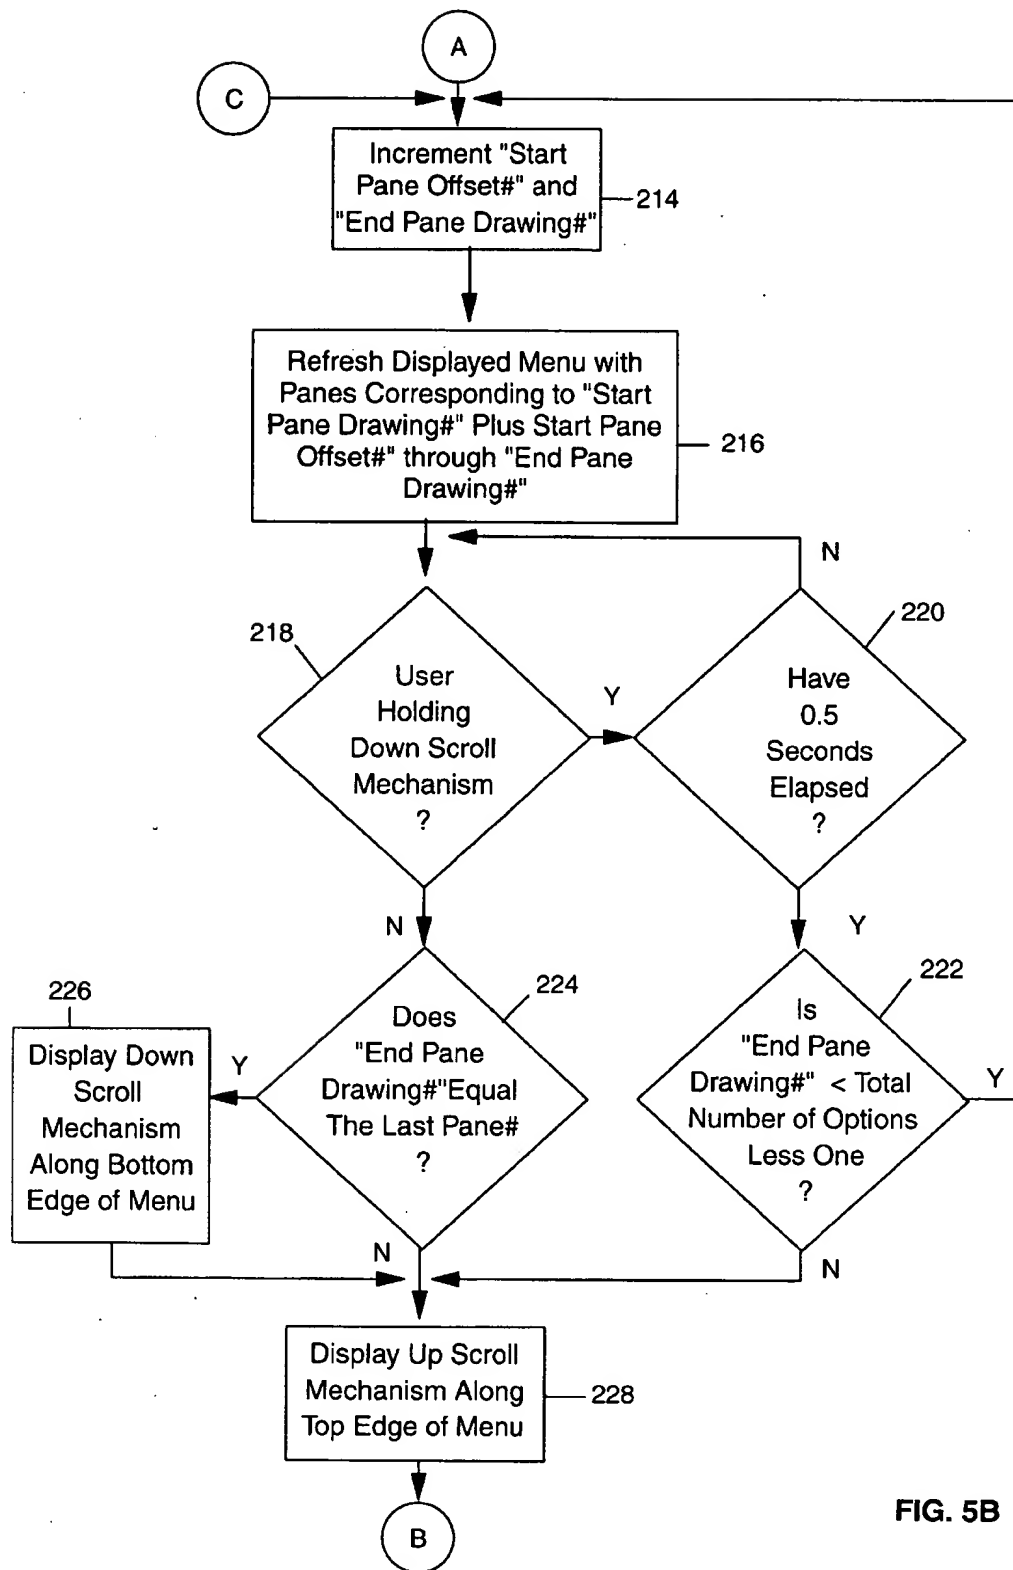 A
C
Increment "Start
Pane Offset#" and
"End Pane Drawing#"
214
Refresh Displayed Menu with
Panes Corresponding to "Start
Pane Drawing#" Plus Start Pane
Offset#" through "End Pane
Drawing#"
216
N
218
User
Holding
Down Scroll
Mechanism
?
Y
220
Have
0.5
Seconds
Elapsed
?
N
Y
226
Display Down
Scroll
Mechanism
Along Bottom
Edge of Menu
Y
224
Does
"End Pane
Drawing#"Equal
The Last Pane#
?
222
Is
"End Pane
Drawing#" < Total
Number of Options
Less One
?
Y
N
N
Display Up Scroll
Mechanism Along
Top Edge of Menu
228
B
FIG. 5B